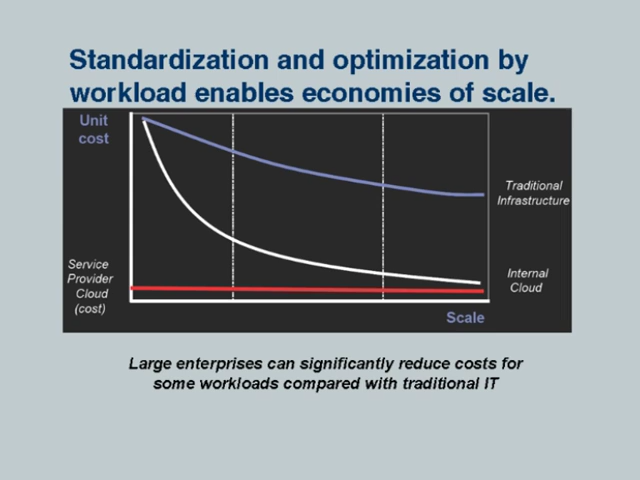 Standardization and optimization by
workload enables economies of scale.
Unit
cost
Traditional
Infrastructure
Service
Provider
Cloud
(cost)
Internal
Cloud
Scale
Large enterprises can significantly reduce costs for
some workloads compared with traditional IT